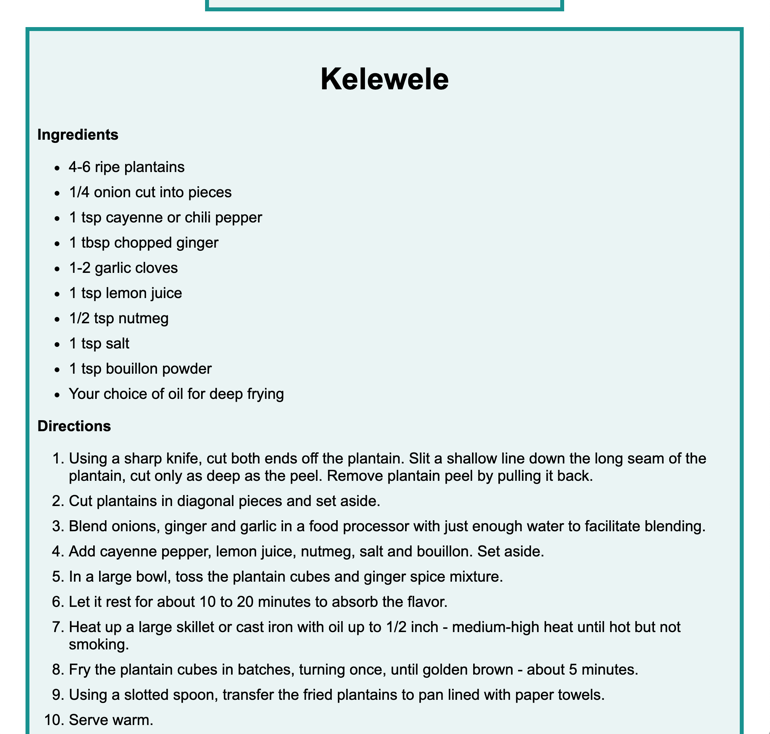 Kelewele
Ingredients
• 4-6 ripe plantains
• 1/4 onion cut into pieces
• 1 tsp cayenne or chili pepper
• 1 tbsp chopped ginger
• 1-2 garlic cloves
• 1 tsp lemon juice
• 1/2 tsp nutmeg
• 1 tsp salt
• 1 tsp bouillon powder
• Your choice of oil for deep frying
Directions
1. Using a sharp knife, cut both ends off the plantain. Slit a shallow line down the long seam of the
plantain, cut only as deep as the peel. Remove plantain peel by pulling it back.
2. Cut plantains in diagonal pieces and set aside.
3. Blend onions, ginger and garlic in a food processor with just enough water to facilitate blending.
4. Add cayenne pepper, lemon juice, nutmeg, salt and bouillon. Set aside.
5. In a large bowl, toss the plantain cubes and ginger spice mixture.
6. Let it rest for about 10 to 20 minutes to absorb the flavor.
7. Heat up a large skillet or cast iron with oil up to 1/2 inch - medium-high heat until hot but not
smoking.
8. Fry the plantain cubes in batches, turning once, until golden brown - about 5 minutes.
9. Using a slotted spoon, transfer the fried plantains to pan lined with paper towels.
10. Serve warm.